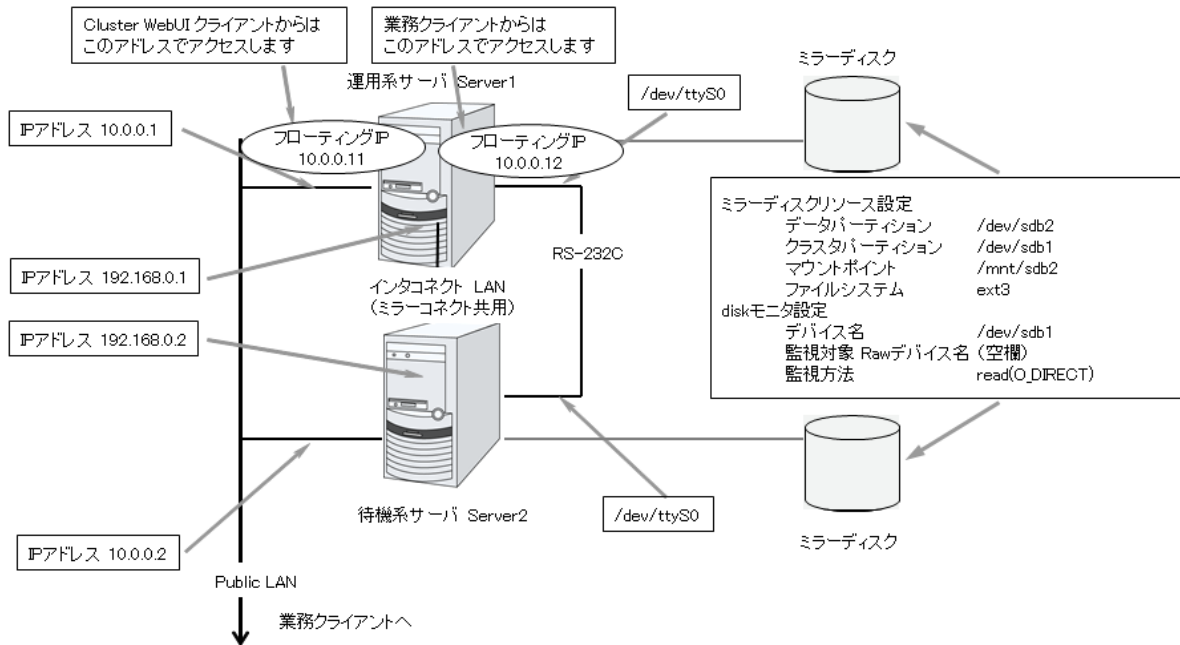 Cluster WebUI クライアントからは
このアドレスでアクセスします
業務クライアントからは
このアドレスでアクセスします
ミラーディスク
運用系サーバ Server1
/dev/ttyS0
IPアドレス 10.0.0.1
フローティングIP
10.0.0.11
フローティングIP
10.0.0.12
ミラーディスクリソース設定
データパーティション /dev/sdb2
クラスタパーティション /dev/sdb1
マウントポイント /mnt/sdb2
ファイルシステム ext3
diskモニタ設定
デバイス名 /dev/sdb1
監視対象 Rawデバイス名 (空欄)
監視方法 read(O_DIRECT)
RS-232C
IPアドレス 192.168.0.1
インタコネクト LAN
(ミラーコネクト共用)
IPアドレス 192.168.0.2
待機系サーバ Server2
/dev/ttyS0
ミラーディスク
IPアドレス 10.0.0.2
Public LAN
業務クライアントへ